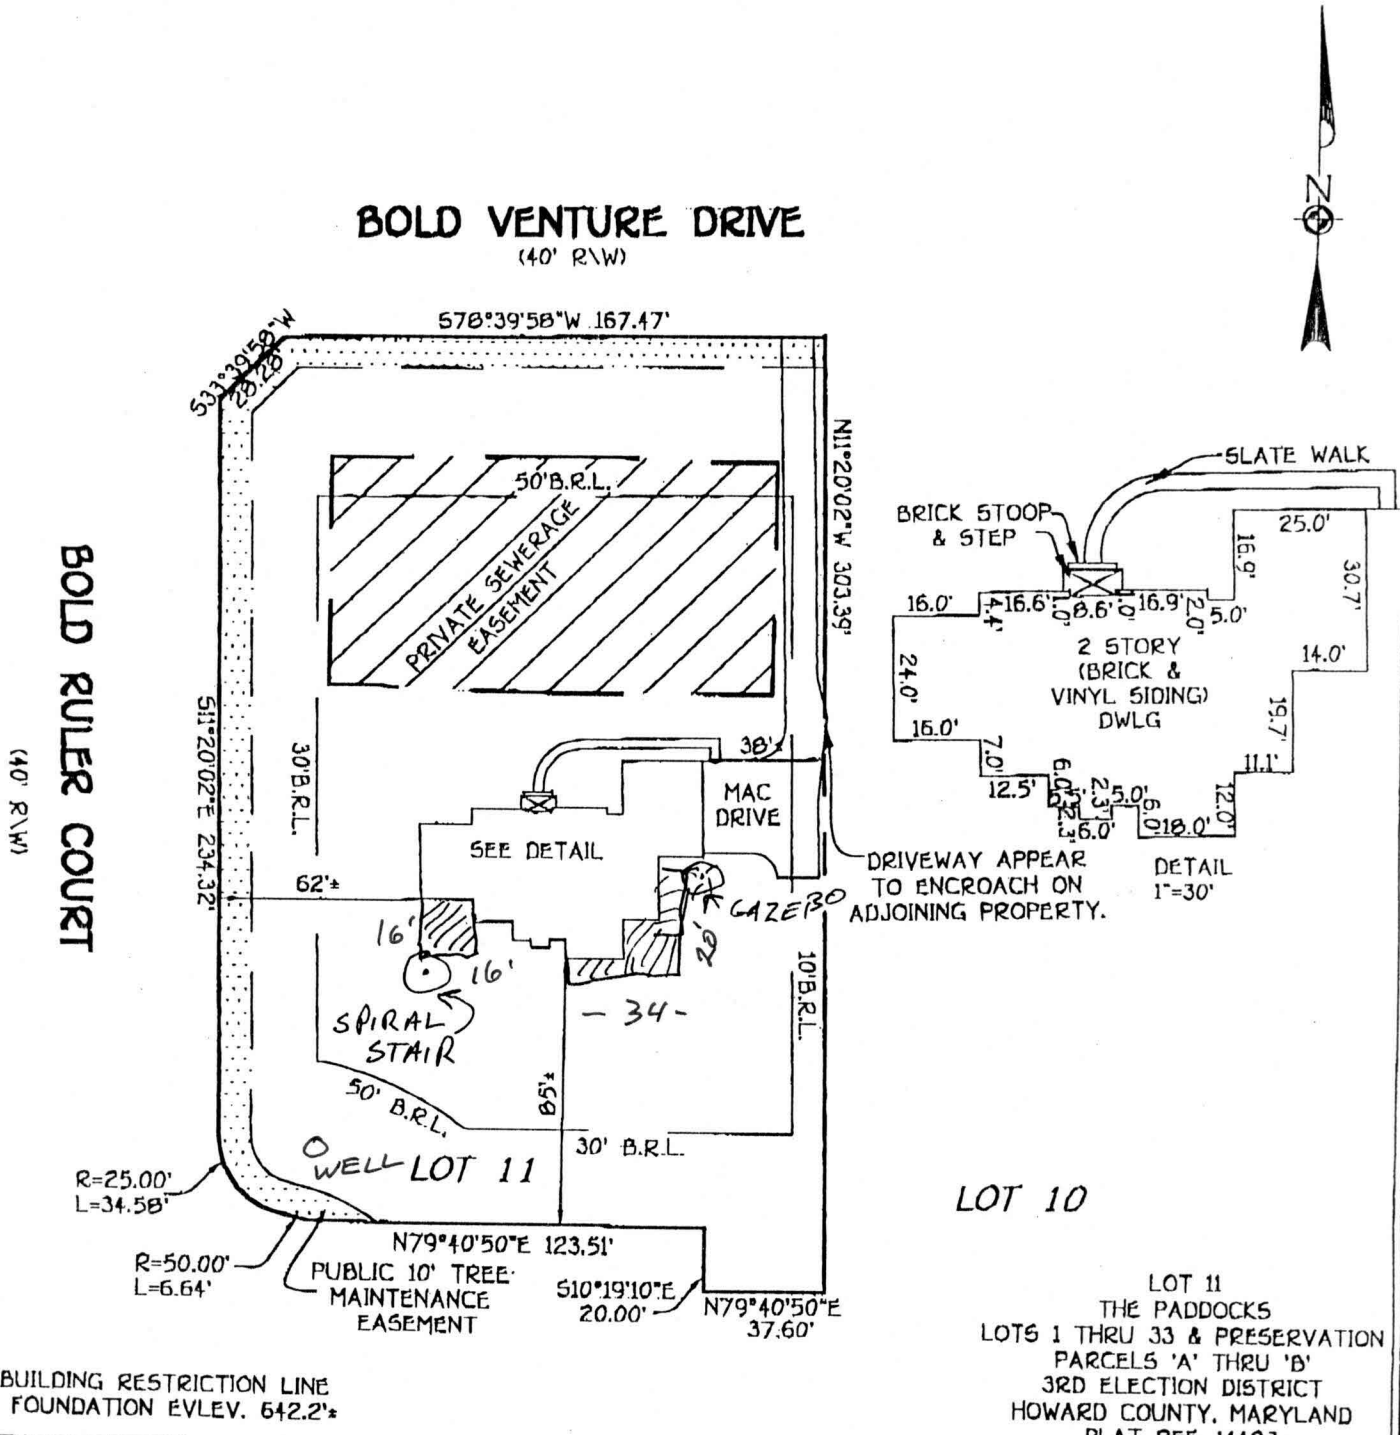 N
BOLD VENTURE DRIVE
(40' R\W)
S78°39'58"W 167.47'
S33°39'58"W
28.28'
N11°20'02"W 303.39'
50'B.R.L.
PRIVATE SEWERAGE
EASEMENT
BOLD RULER COURT
(40' R\W)
S11°20'02"E 234.32'
30'B.R.L.
38'±
MAC
DRIVE
SEE DETAIL
62'±
16'
16'
SPIRAL
STAIR
GAZEBO
20'
- 34 -
10'B.R.L.
85'±
50' B.R.L.
30' B.R.L.
WELL
LOT 11
R=25.00'
L=34.58'
R=50.00'
L=6.64'
N79°40'50"E 123.51'
PUBLIC 10' TREE
MAINTENANCE
EASEMENT
S10°19'10"E
20.00'
N79°40'50"E
37.60'
DRIVEWAY APPEAR
TO ENCROACH ON
ADJOINING PROPERTY.
SLATE WALK
BRICK STOOP
& STEP
25.0'
16.9'
30.7'
16.0'
4.4'
16.6'
1.0'
8.6'
1.0'
16.9'
2.0'
5.0'
24.0'
2 STORY
(BRICK &
VINYL SIDING)
DWLG
14.0'
19.7'
16.0'
7.0'
12.5'
6.0'
2.3'
2.3'
6.0'
5.0'
6.0'
18.0'
12.0'
11.1'
DETAIL
1"=30'
LOT 10
LOT 11
THE PADDOCKS
LOTS 1 THRU 33 & PRESERVATION
PARCELS 'A' THRU 'B'
3RD ELECTION DISTRICT
HOWARD COUNTY, MARYLAND
BUILDING RESTRICTION LINE
FOUNDATION EVLEV. 642.2'±